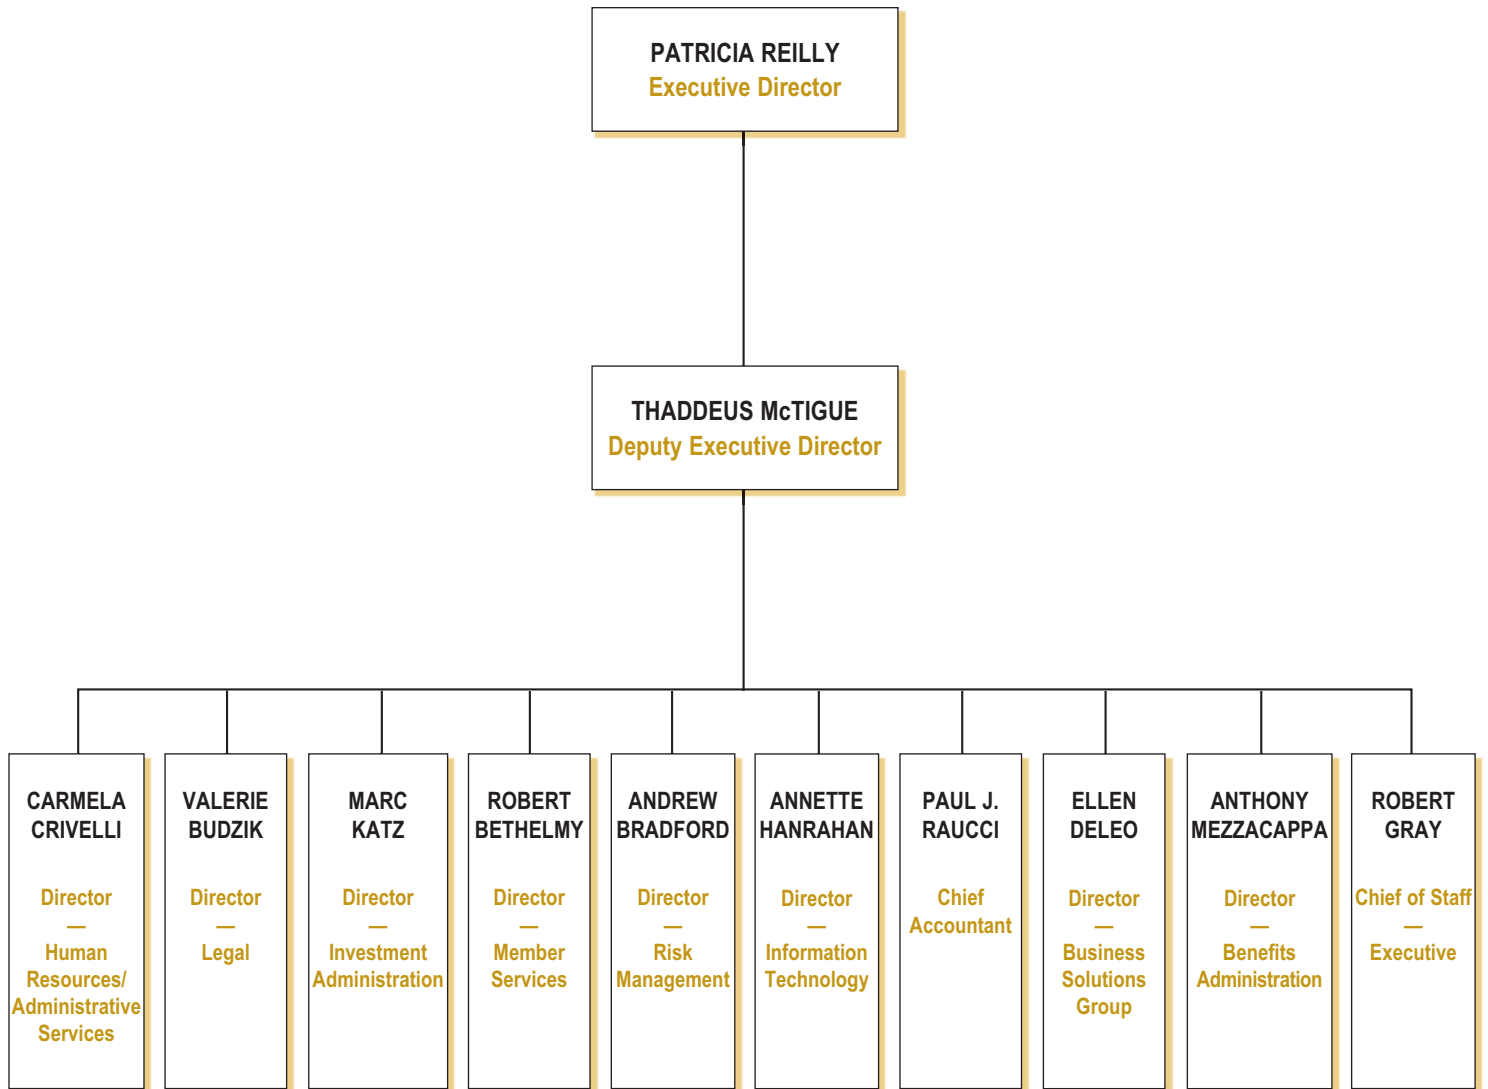 PATRICIA REILLY
Executive Director
THADDEUS McTIGUE
Deputy Executive Director
CARMELA
CRIVELLI
Director
—
Human
Resources/
Administrative
Services
VALERIE
BUDZIK
Director
—
Legal
MARC
KATZ
Director
—
Investment
Administration
ROBERT
BETHELMY
Director
—
Member
Services
ANDREW
BRADFORD
Director
—
Risk
Management
ANNETTE
HANRAHAN
Director
—
Information
Technology
PAUL J.
RAUCCI
Chief
Accountant
ELLEN
DELEO
Director
—
Business
Solutions
Group
ANTHONY
MEZZACAPPA
Director
—
Benefits
Administration
ROBERT
GRAY
Chief of Staff
—
Executive